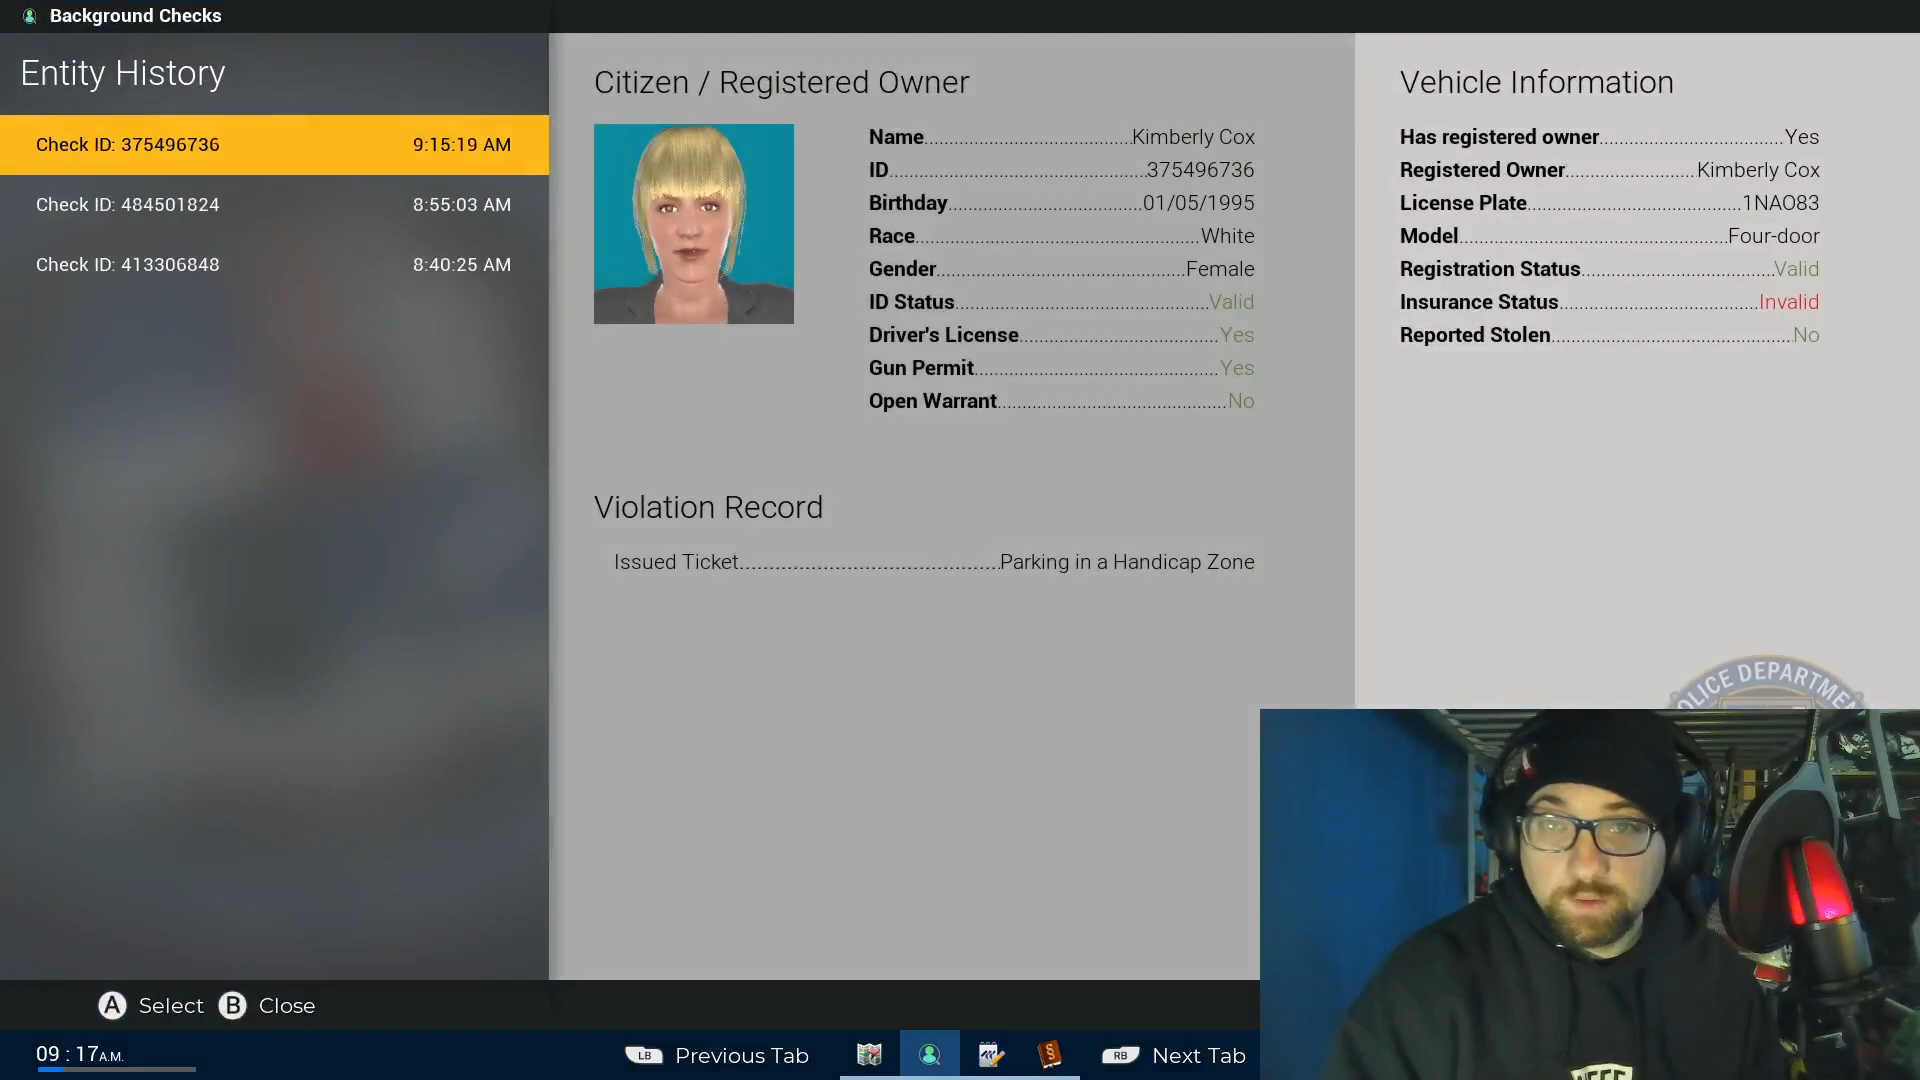 Background Checks
Entity History
Check ID: 375496736 9:15:19 AM
Check ID: 484501824 8:55:03 AM
Check ID: 413306848 8:40:25 AM
Citizen / Registered Owner
Name Kimberly Cox
ID 375496736
Birthday 01/05/1995
Race White
Gender Female
ID Status Valid
Driver's License Yes
Gun Permit Yes
Open Warrant No
Violation Record
Issued Ticket Parking in a Handicap Zone
Vehicle Information
Has registered owner Yes
Registered Owner Kimberly Cox
License Plate 1NAO83
Model Four-door
Registration Status Valid
Insurance Status Invalid
Reported Stolen No
A Select B Close
09 : 17 A.M.
LB Previous Tab
RB Next Tab